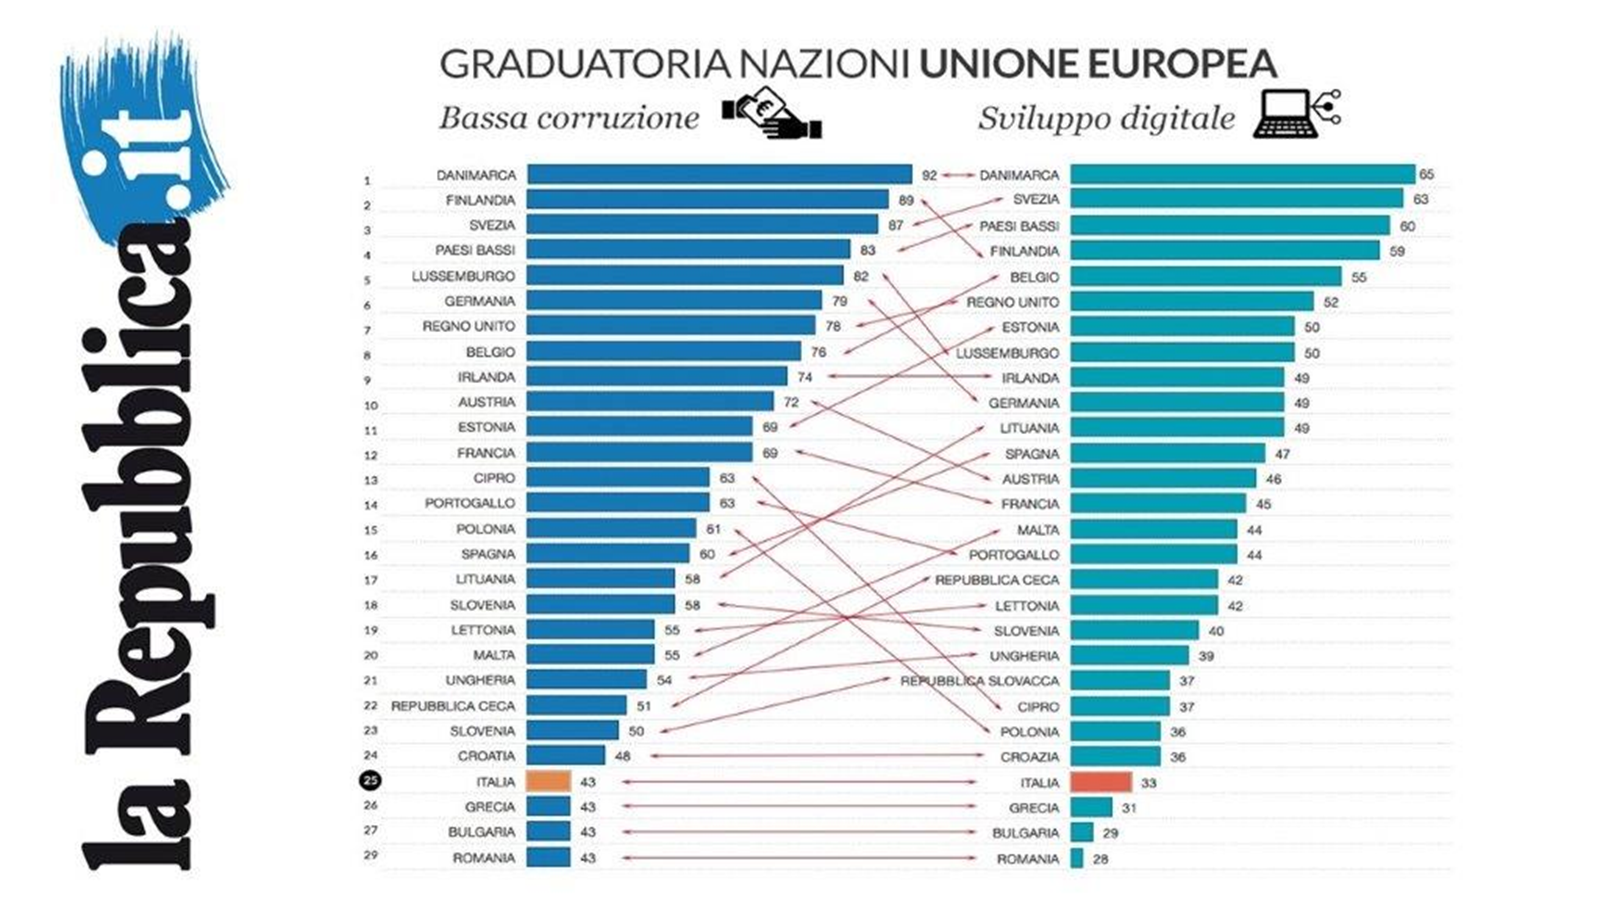 la Repubblica.it
GRADUATORIA NAZIONI UNIONE EUROPEA
Bassa corruzione
Sviluppo digitale
1 DANIMARCA 92 DANIMARCA 65
2 FINLANDIA 89 SVEZIA 63
3 SVEZIA 87 PAESI BASSI 60
4 PAESI BASSI 83 FINLANDIA 59
5 LUSSEMBURGO 82 BELGIO 55
6 GERMANIA 79 REGNO UNITO 52
7 REGNO UNITO 78 ESTONIA 50
8 BELGIO 76 LUSSEMBURGO 50
9 IRLANDA 74 IRLANDA 49
10 AUSTRIA 72 GERMANIA 49
11 ESTONIA 69 LITUANIA 49
12 FRANCIA 69 SPAGNA 47
13 CIPRO 63 AUSTRIA 46
14 PORTOGALLO 63 FRANCIA 45
15 POLONIA 61 MALTA 44
16 SPAGNA 60 PORTOGALLO 44
17 LITUANIA 58 REPUBBLICA CECA 42
18 SLOVENIA 58 LETTONIA 42
19 LETTONIA 55 SLOVENIA 40
20 MALTA 55 UNGHERIA 39
21 UNGHERIA 54 REPUBBLICA SLOVACCA 37
22 REPUBBLICA CECA 51 CIPRO 37
23 SLOVENIA 50 POLONIA 36
24 CROATIA 48 CROAZIA 36
25 ITALIA 43 ITALIA 33
26 GRECIA 43 GRECIA 31
27 BULGARIA 43 BULGARIA 29
29 ROMANIA 43 ROMANIA 28